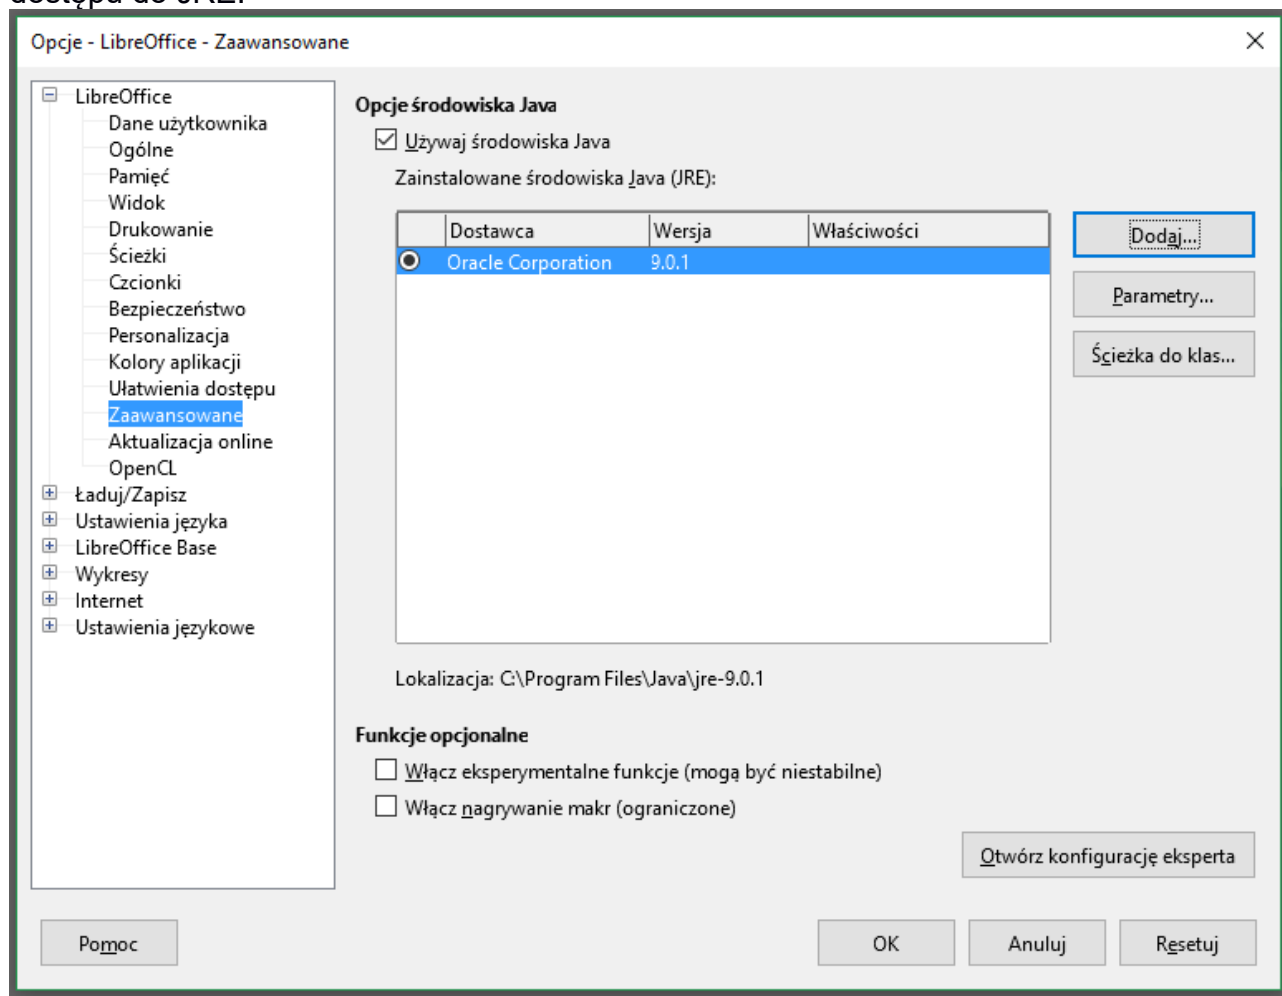 dostępu do JRE.
Opcje - LibreOffice - Zaawansowane
LibreOffice
Dane użytkownika
Ogólne
Pamięć
Widok
Drukowanie
Ścieżki
Czcionki
Bezpieczeństwo
Personalizacja
Kolory aplikacji
Ułatwienia dostępu
Zaawansowane
Aktualizacja online
OpenCL
Ładuj/Zapisz
Ustawienia języka
LibreOffice Base
Wykresy
Internet
Ustawienia językowe
Opcje środowiska Java
Używaj środowiska Java
Zainstalowane środowiska Java (JRE):
Dostawca Wersja Właściwości
Oracle Corporation 9.0.1
Dodaj...
Parametry...
Ścieżka do klas...
Lokalizacja: C:\Program Files\Java\jre-9.0.1
Funkcje opcjonalne
Włącz eksperymentalne funkcje (mogą być niestabilne)
Włącz nagrywanie makr (ograniczone)
Otwórz konfigurację eksperta
Pomoc OK Anuluj Resetuj